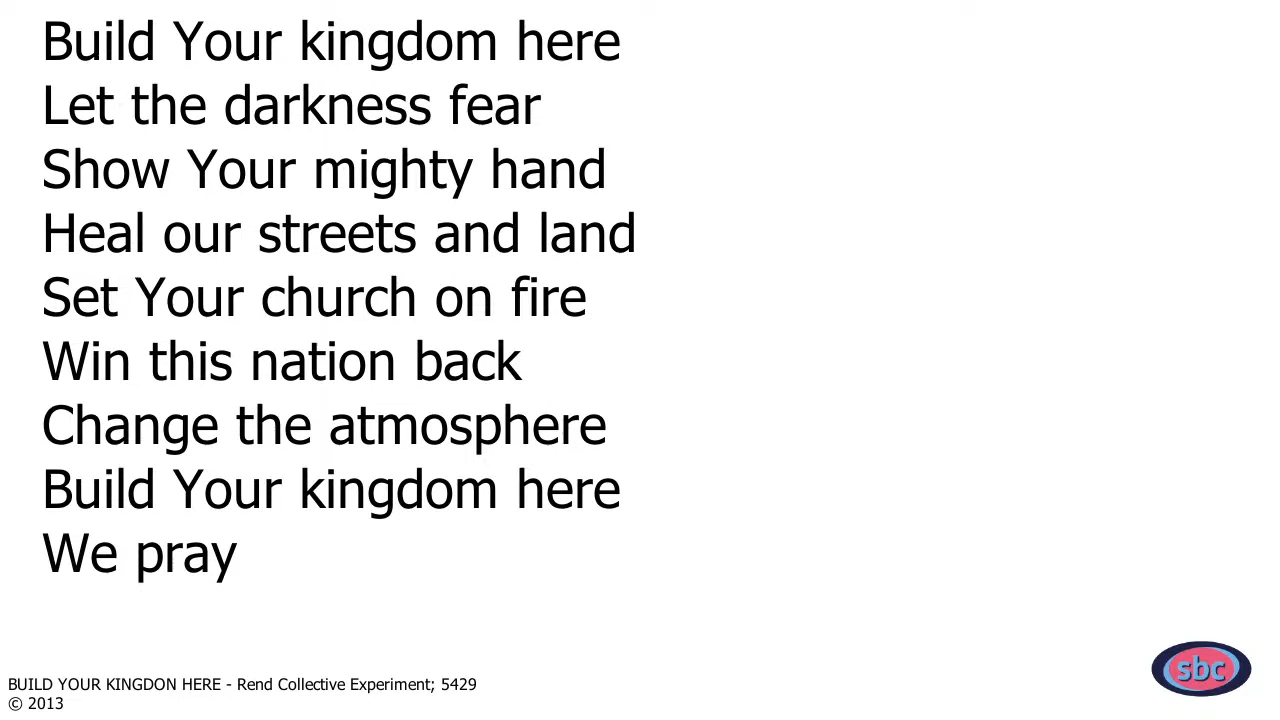 Build Your kingdom here
Let the darkness fear
Show Your mighty hand
Heal our streets and land
Set Your church on fire
Win this nation back
Change the atmosphere
Build Your kingdom here
We pray
BUILD YOUR KINGDON HERE - Rend Collective Experiment; 5429
© 2013
sbc